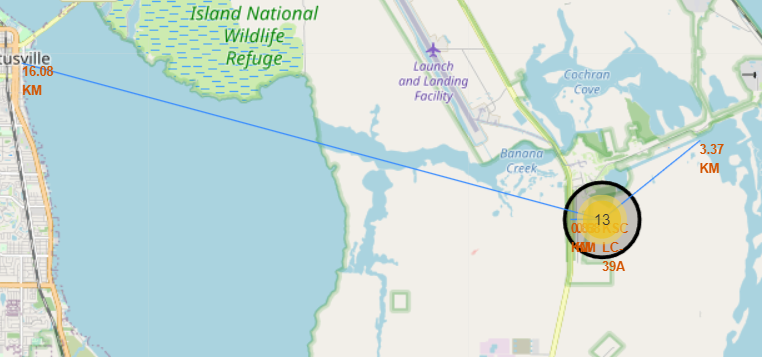 Island National
Wildlife
Refuge
tusville
16.08
KM
Launch
and Landing
Facility
Cochran
Cove
Banana
Creek
3.37
KM
13
KSC
LC-
39A